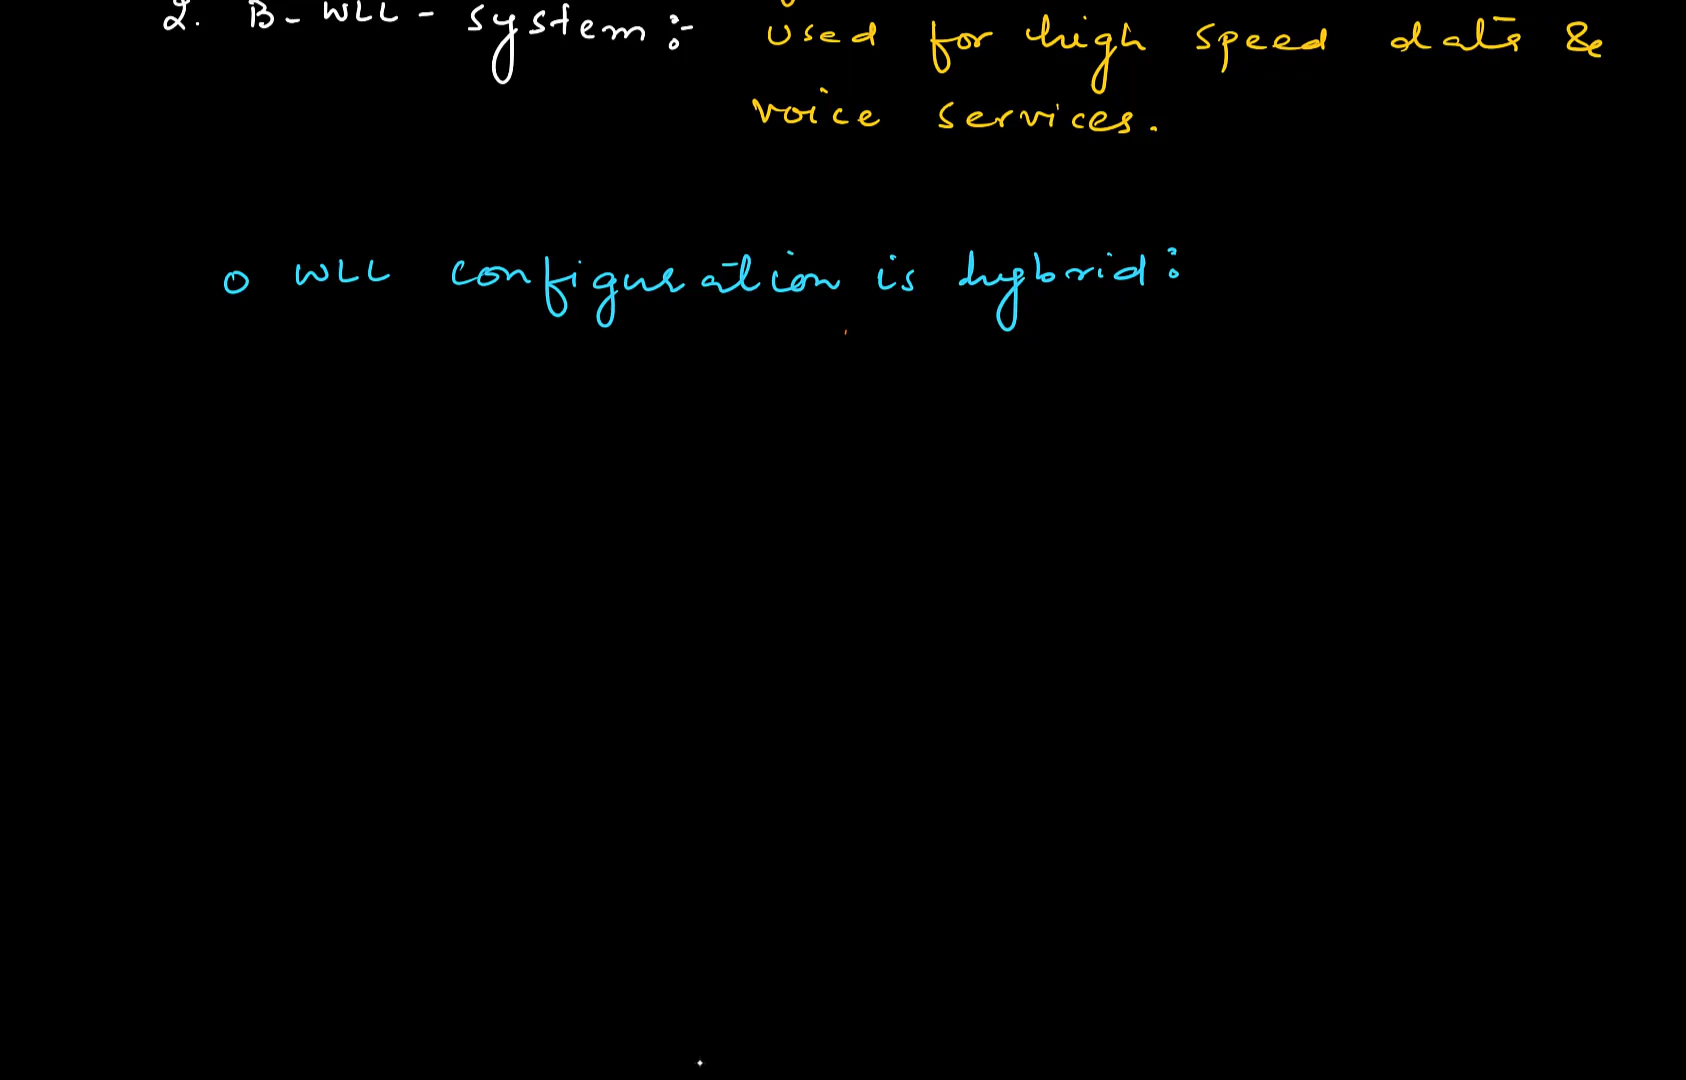 2. B-WLL-system:- used for high speed data &
voice services.
o WLL configuration is hybrid: